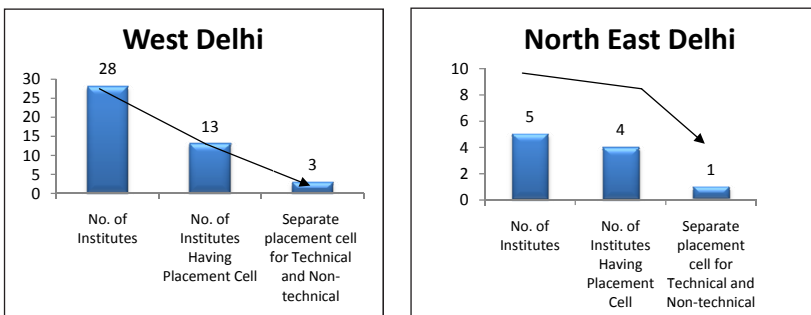 West Delhi
30
25
20
15
10
5
0
28
13
3
No. of
Institutes
No. of
Institutes
Having
Placement Cell
Separate
placement cell
for Technical
and Non-
technical
North East Delhi
10
8
6
4
2
0
5
4
1
No. of
Institutes
No. of
Institutes
Having
Placement
Cell
Separate
placement
cell for
Technical and
Non-technical